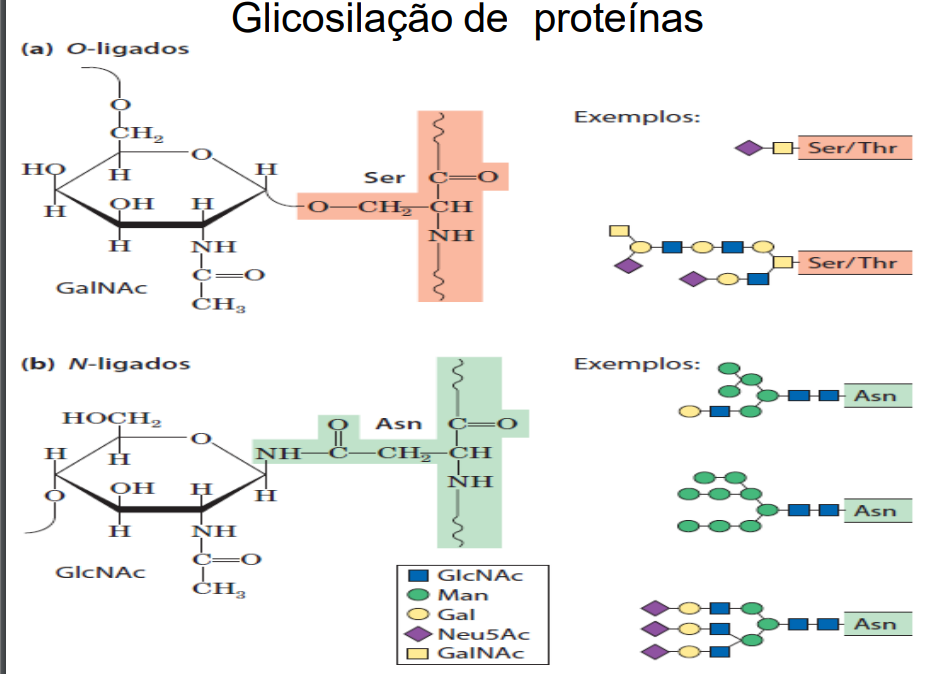 Glicosilação de proteínas
(a) O-ligados
O
CH₂
O
HO
H
H
Ser
C=O
H
OH
H
O—CH₂—CH
H
NH
NH
C=O
CH₃
GalNAc
Exemplos:
Ser/Thr
Ser/Thr
(b) N-ligados
HOCH₂
O
O
Asn
C=O
H
H
NH—C—CH₂—CH
O
OH
H
H
NH
H
NH
C=O
CH₃
GlcNAc
Exemplos:
Asn
Asn
Asn
GlcNAc
Man
Gal
Neu5Ac
GalNAc